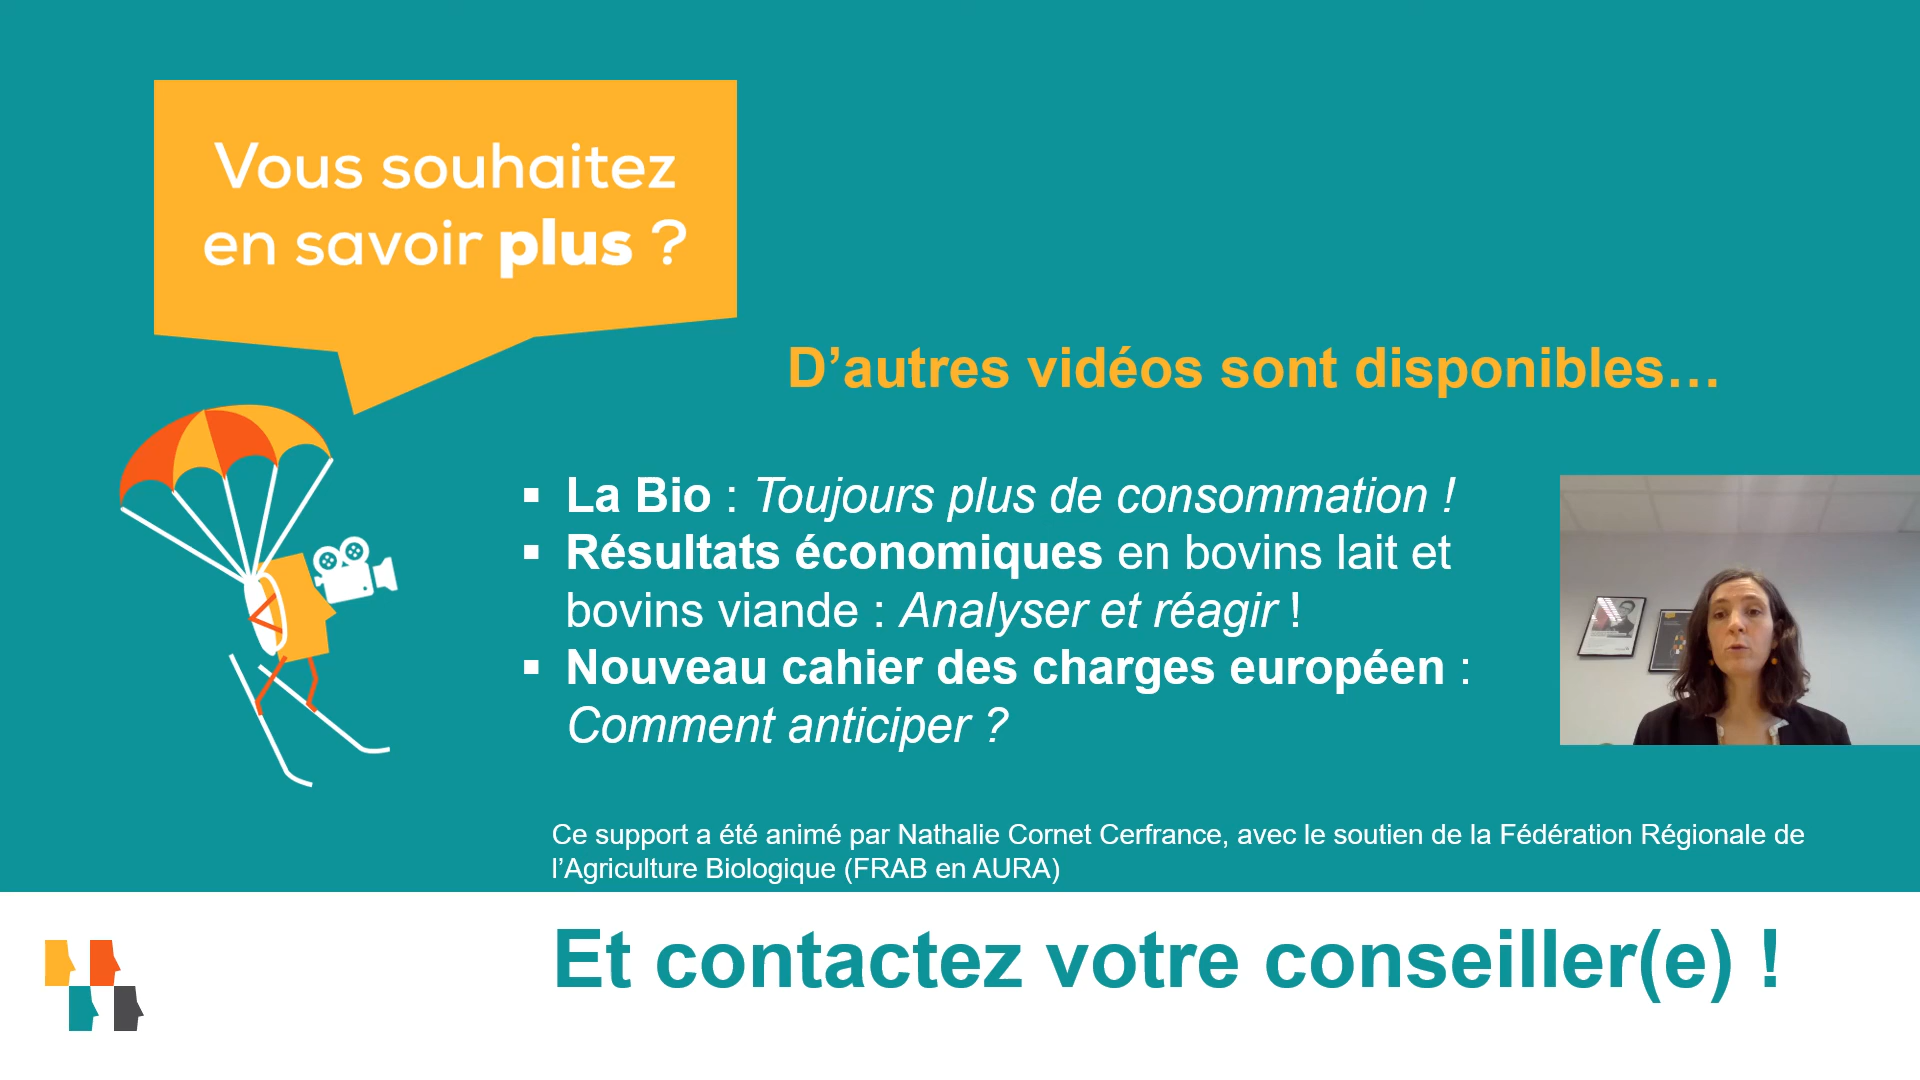 Vous souhaitez
en savoir plus ?
D’autres vidéos sont disponibles…
▪ La Bio : Toujours plus de consommation !
▪ Résultats économiques en bovins lait et
bovins viande : Analyser et réagir !
▪ Nouveau cahier des charges européen :
Comment anticiper ?
Ce support a été animé par Nathalie Cornet Cerfrance, avec le soutien de la Fédération Régionale de
l’Agriculture Biologique (FRAB en AURA)
Et contactez votre conseiller(e) !